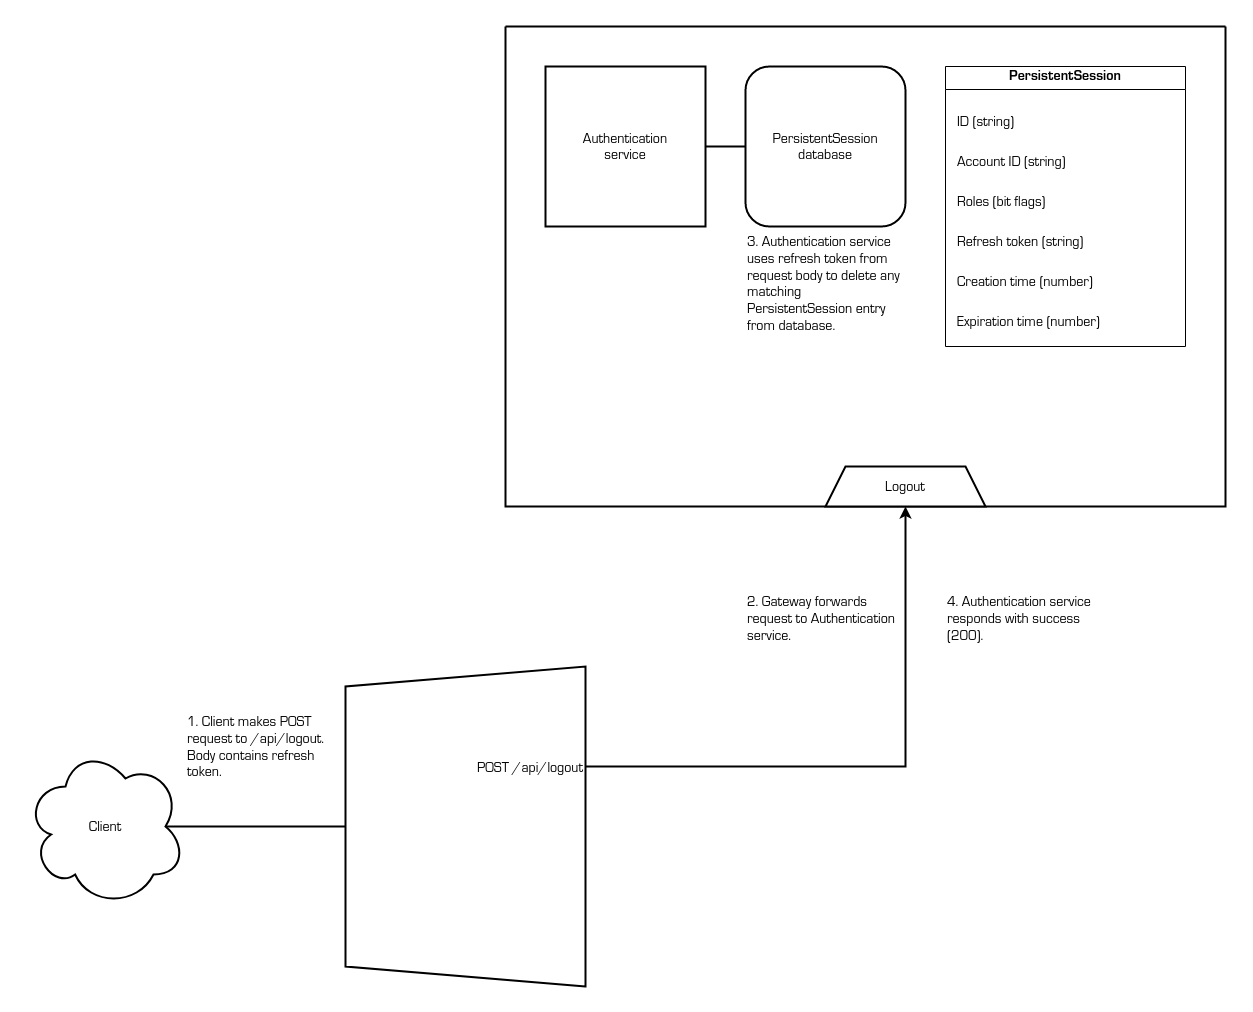 Authentication
service
PersistentSession
database
PersistentSession
ID (string)
Account ID (string)
Roles (bit flags)
Refresh token (string)
Creation time (number)
Expiration time (number)
3. Authentication service
uses refresh token from
request body to delete any
matching
PersistentSession entry
from database.
Logout
2. Gateway forwards
request to Authentication
service.
4. Authentication service
responds with success
(200).
1. Client makes POST
request to /api/logout.
Body contains refresh
token.
POST /api/logout
Client